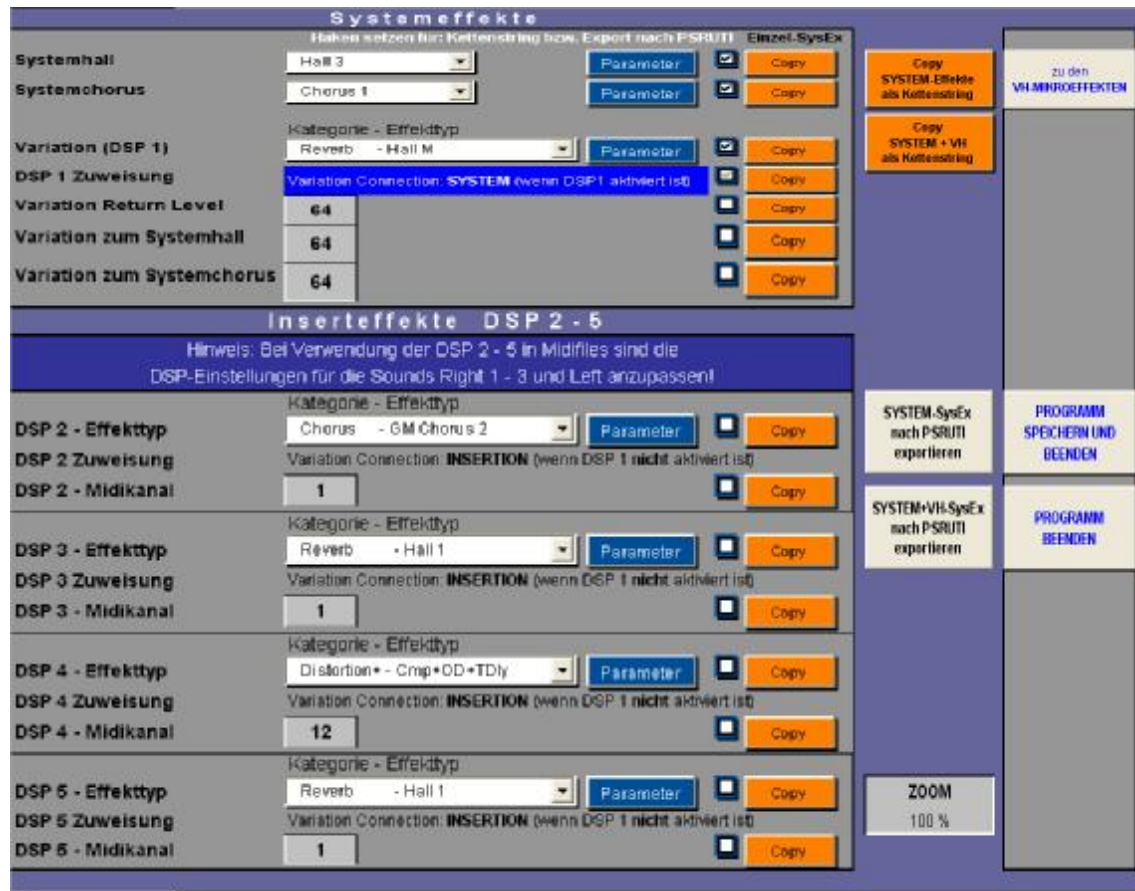 Systemeffekte
Haken setzen für: Kettenstring bzw. Export nach PSRUTI Einzel-SysEx
Systemhall Hall 3 Parameter Copy
Systemchorus Chorus 1 Parameter Copy
Kategorie - Effekttyp
Variation (DSP 1) Reverb - Hall M Parameter Copy
DSP 1 Zuweisung Variation Connection: SYSTEM (wenn DSP1 aktiviert ist) Copy
Variation Return Level 64 Copy
Variation zum Systemhall 64 Copy
Variation zum Systemchorus 64 Copy
Copy
SYSTEM-Effekte
als Kettenstring
Copy
SYSTEM + VH
als Kettenstring
zu den
VH-MIKROEFFEKTEN
Inserteffekte DSP 2 - 5
Hinweis: Bei Verwendung der DSP 2 - 5 in Midifiles sind die
DSP-Einstellungen für die Sounds Right 1 - 3 und Left anzupassen!
Kategorie - Effekttyp
DSP 2 - Effekttyp Chorus - GM Chorus 2 Parameter Copy
DSP 2 Zuweisung Variation Connection: INSERTION (wenn DSP 1 nicht aktiviert ist)
DSP 2 - Midikanal 1 Copy
Kategorie - Effekttyp
DSP 3 - Effekttyp Reverb - Hall 1 Parameter Copy
DSP 3 Zuweisung Variation Connection: INSERTION (wenn DSP 1 nicht aktiviert ist)
DSP 3 - Midikanal 1 Copy
Kategorie - Effekttyp
DSP 4 - Effekttyp Distortion+ - Cmp+OD+TDly Parameter Copy
DSP 4 Zuweisung Variation Connection: INSERTION (wenn DSP 1 nicht aktiviert ist)
DSP 4 - Midikanal 12 Copy
Kategorie - Effekttyp
DSP 5 - Effekttyp Reverb - Hall 1 Parameter Copy
DSP 5 Zuweisung Variation Connection: INSERTION (wenn DSP 1 nicht aktiviert ist)
DSP 5 - Midikanal 1 Copy
SYSTEM-SysEx
nach PSRUTI
exportieren
PROGRAMM
SPEICHERN UND
BEENDEN
SYSTEM+VH-SysEx
nach PSRUTI
exportieren
PROGRAMM
BEENDEN
ZOOM
100 %